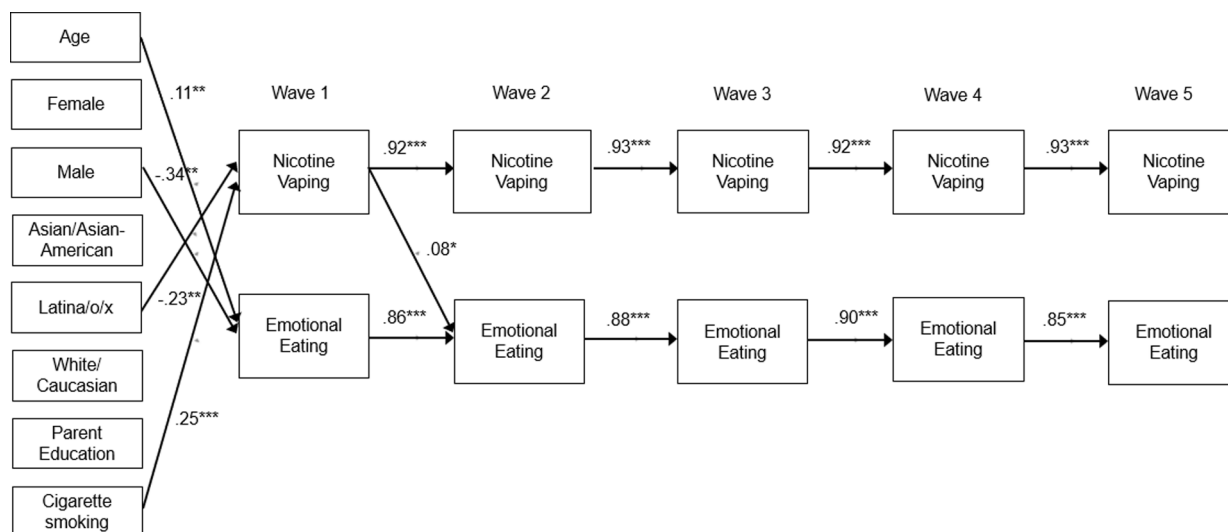 Age
Female
Male
Asian/Asian-
American
Latina/o/x
White/
Caucasian
Parent
Education
Cigarette
smoking
.11**
-.34**
-.23**
.25***
Wave 1
Wave 2
Wave 3
Wave 4
Wave 5
Nicotine
Vaping
.92***
Nicotine
Vaping
.93***
Nicotine
Vaping
.92***
Nicotine
Vaping
.93***
Nicotine
Vaping
.08*
Emotional
Eating
.86***
Emotional
Eating
.88***
Emotional
Eating
.90***
Emotional
Eating
.85***
Emotional
Eating